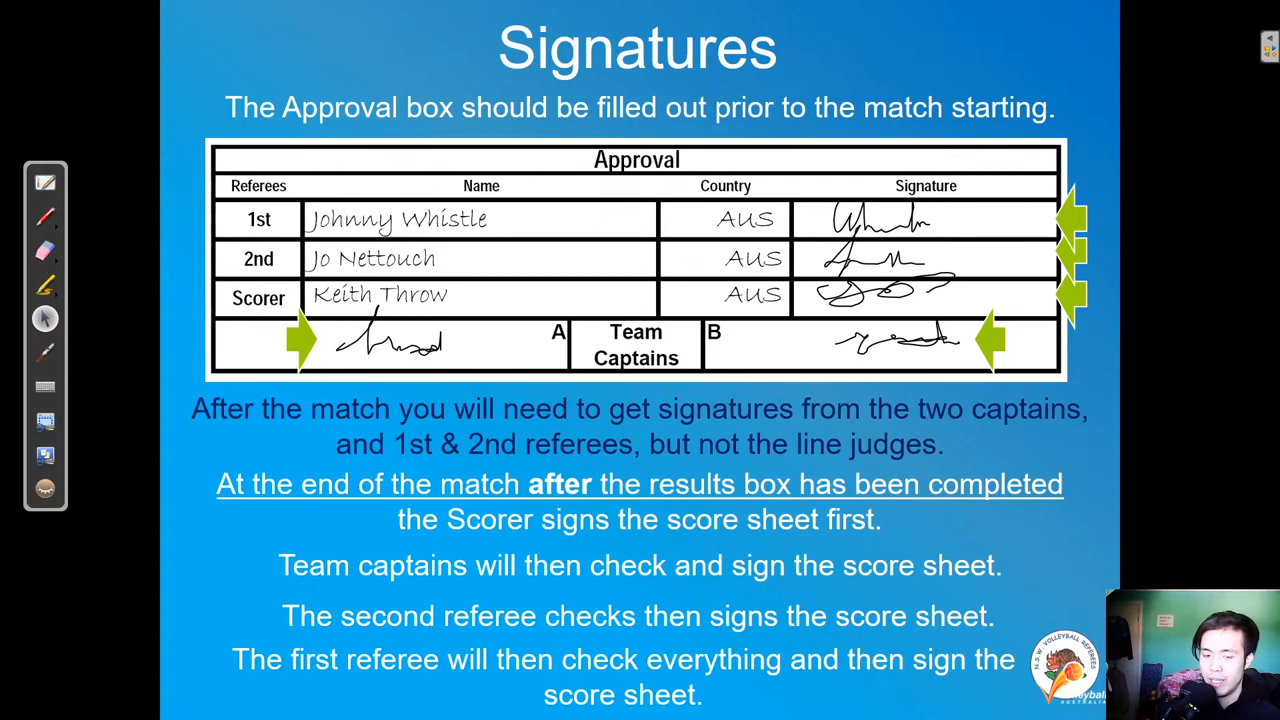 Signatures
The Approval box should be filled out prior to the match starting.
Approval
Referees Name Country Signature
1st Johnny Whistle AUS
2nd Jo Nettouch AUS
Scorer Keith Throw AUS
A Team Captains B
After the match you will need to get signatures from the two captains,
and 1st & 2nd referees, but not the line judges.
At the end of the match after the results box has been completed
the Scorer signs the score sheet first.
Team captains will then check and sign the score sheet.
The second referee checks then signs the score sheet.
The first referee will then check everything and then sign the
score sheet.
N.S.W. VOLLEYBALL REFEREES